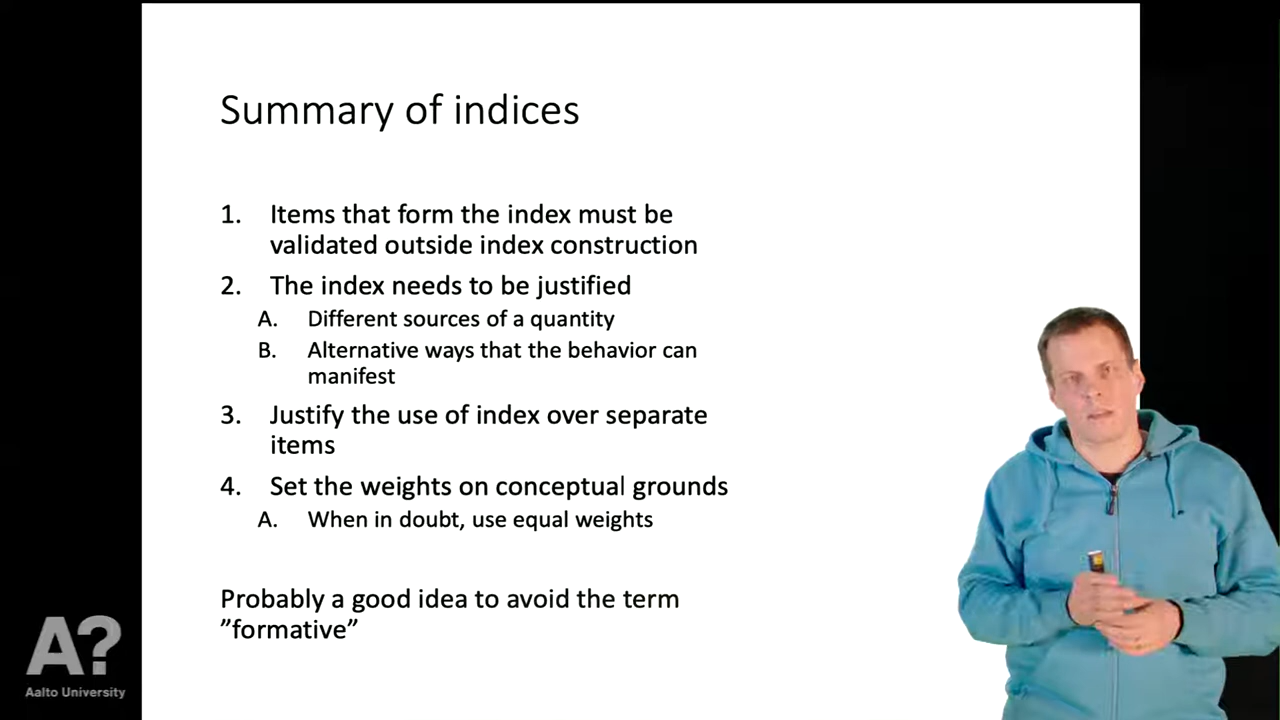 Summary of indices
1. Items that form the index must be
validated outside index construction
2. The index needs to be justified
A. Different sources of a quantity
B. Alternative ways that the behavior can
manifest
3. Justify the use of index over separate
items
4. Set the weights on conceptual grounds
A. When in doubt, use equal weights
Probably a good idea to avoid the term
”formative”
A?
Aalto University